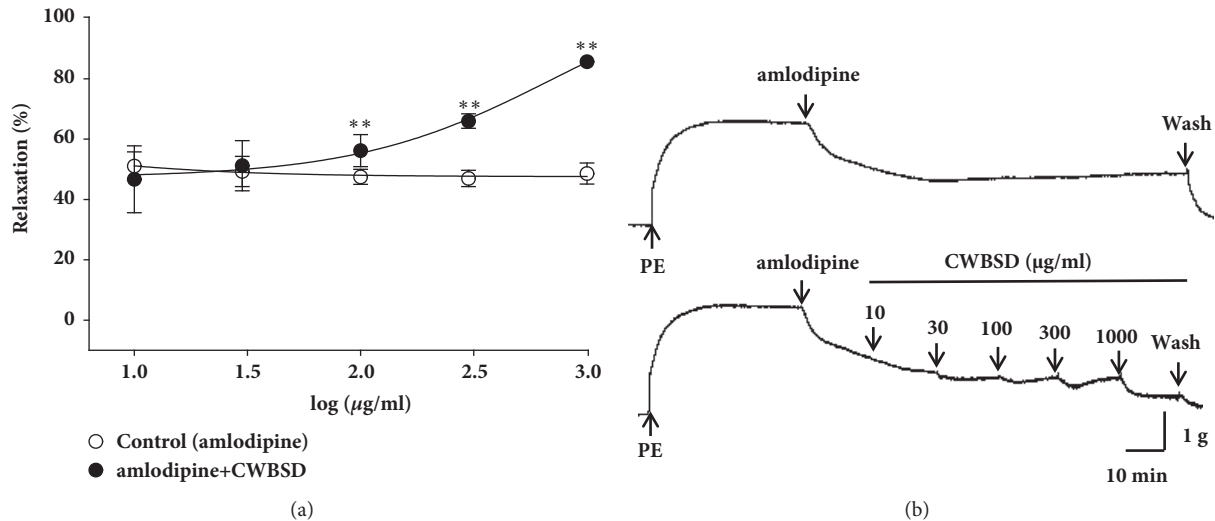 100
80
60
40
20
0
Relaxation (%)
**
**
**
1.0 1.5 2.0 2.5 3.0
log (μg/ml)
Control (amlodipine)
amlodipine+CWBSD
(a)
amlodipine
Wash
PE
amlodipine
CWBSD (μg/ml)
10
30
100
300
1000
Wash
PE
1 g
10 min
(b)